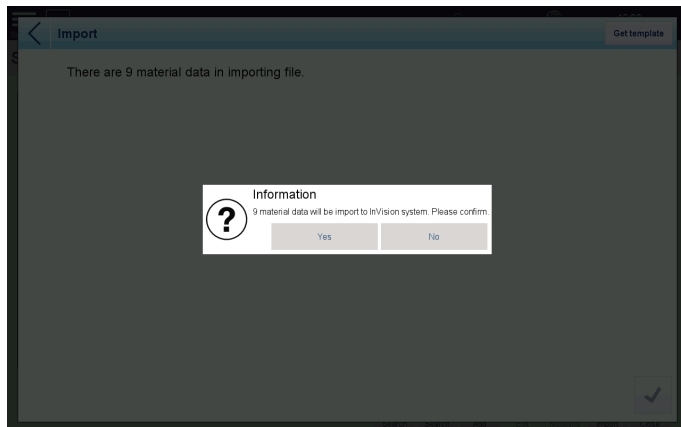 Import
Get template
There are 9 material data in importing file.
Information
?
9 material data will be import to InVision system. Please confirm.
Yes
No